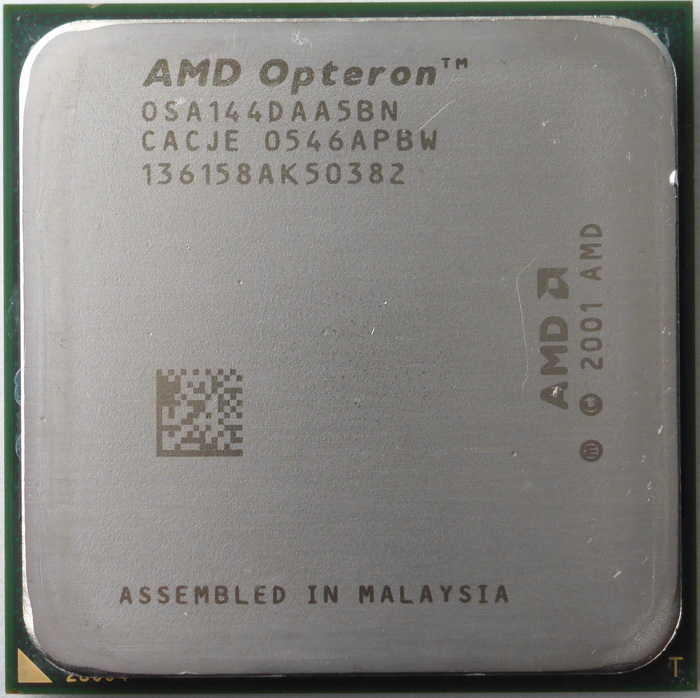 AMD Opteron™
OSA144DAA5BN
CACJE 0546APBW
136158AK50382
AMD
ⓜ © 2001 AMD
ASSEMBLED IN MALAYSIA
T